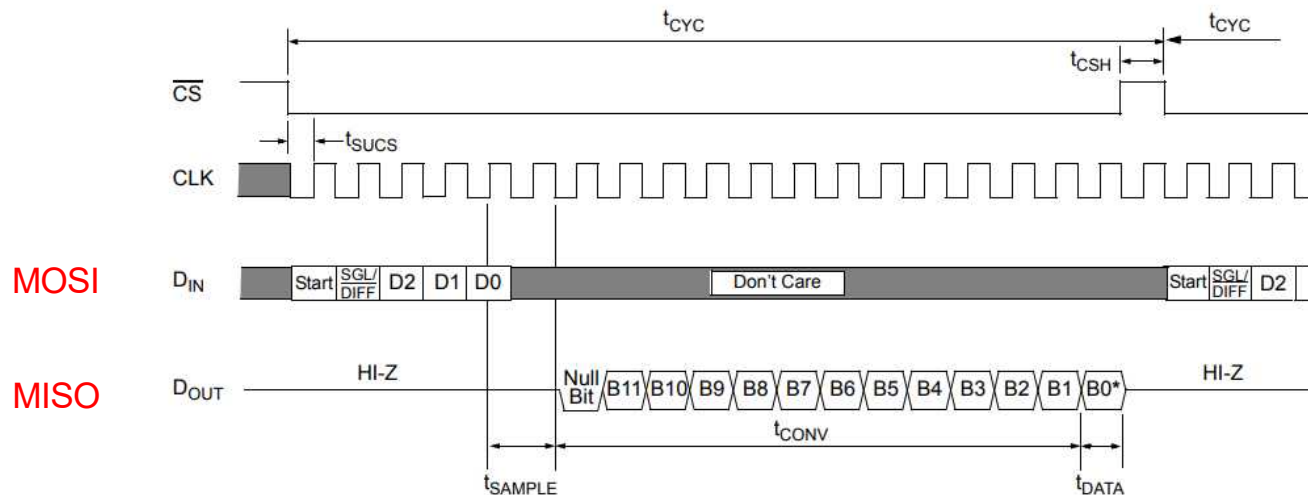 tCYC tCYC
tCSH
CS
tSUCS
CLK
MOSI DIN Start SGL/DIFF D2 D1 D0 Don't Care Start SGL/DIFF D2
MISO DOUT HI-Z Null Bit B11 B10 B9 B8 B7 B6 B5 B4 B3 B2 B1 B0* HI-Z
tCONV
tSAMPLE tDATA